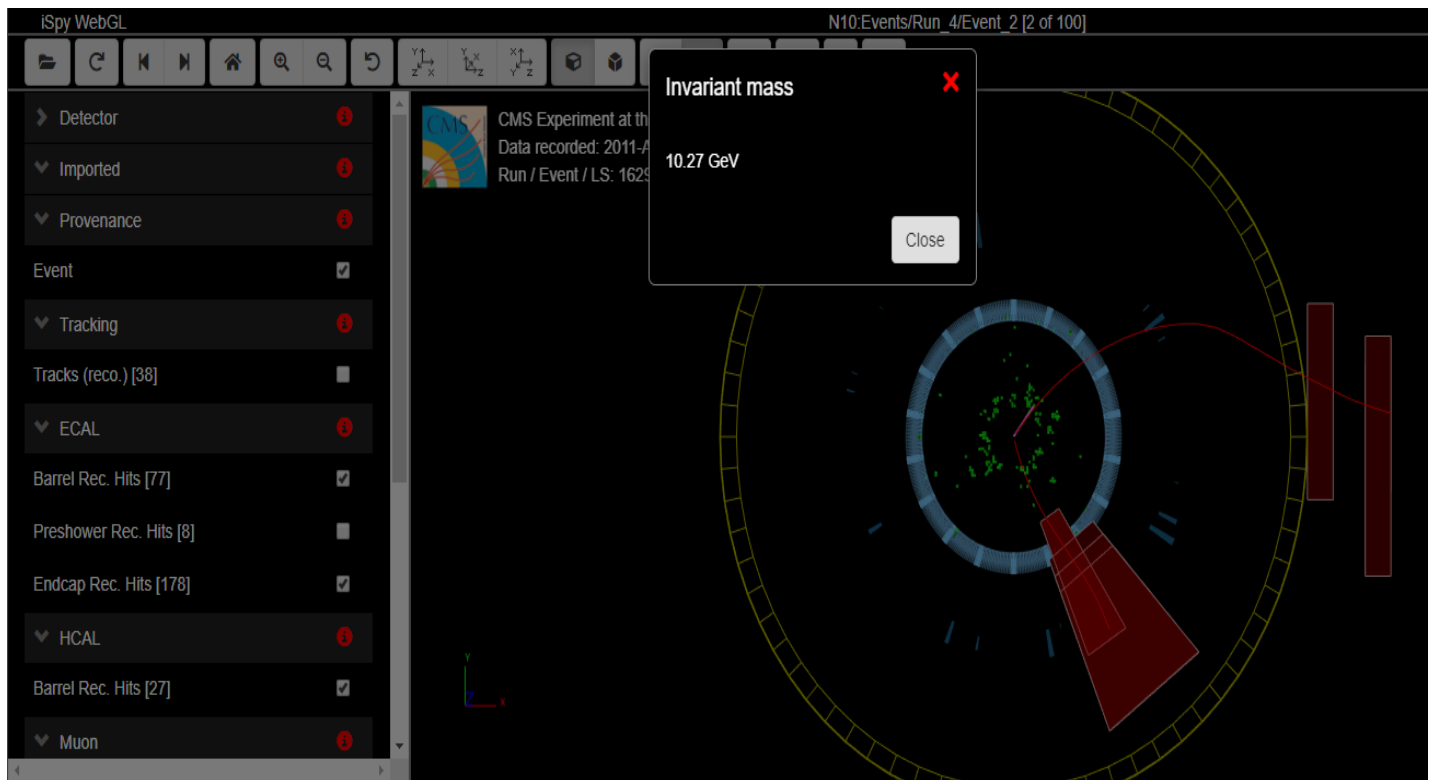 iSpy WebGL
N10:Events/Run_4/Event_2 [2 of 100]
Y
Z X
Y X
Z
X
Y Z
Invariant mass
10.27 GeV
Close
Detector
Imported
Provenance
Event
Tracking
Tracks (reco.) [38]
ECAL
Barrel Rec. Hits [77]
Preshower Rec. Hits [8]
Endcap Rec. Hits [178]
HCAL
Barrel Rec. Hits [27]
Muon
CMS
CMS Experiment at th
Data recorded: 2011-A
Run / Event / LS: 1629
Y
Z X